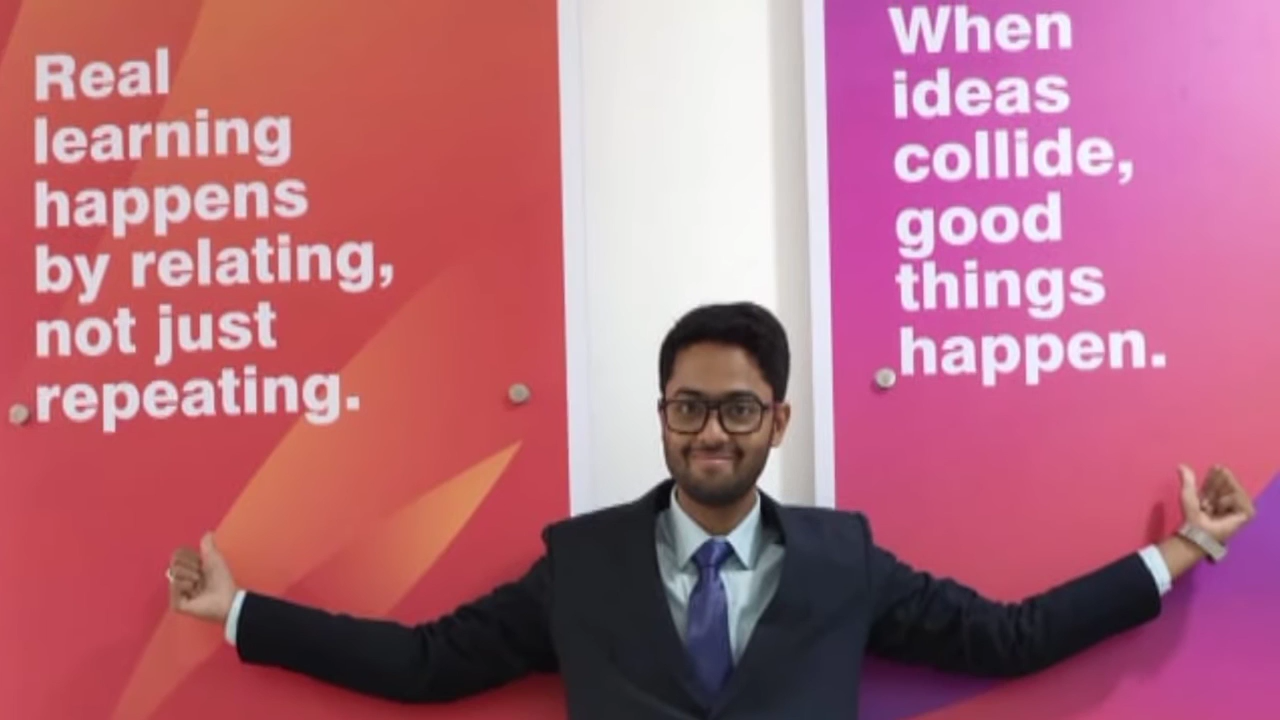 Real
learning
happens
by relating,
not just
repeating.
When
ideas
collide,
good
things
happen.